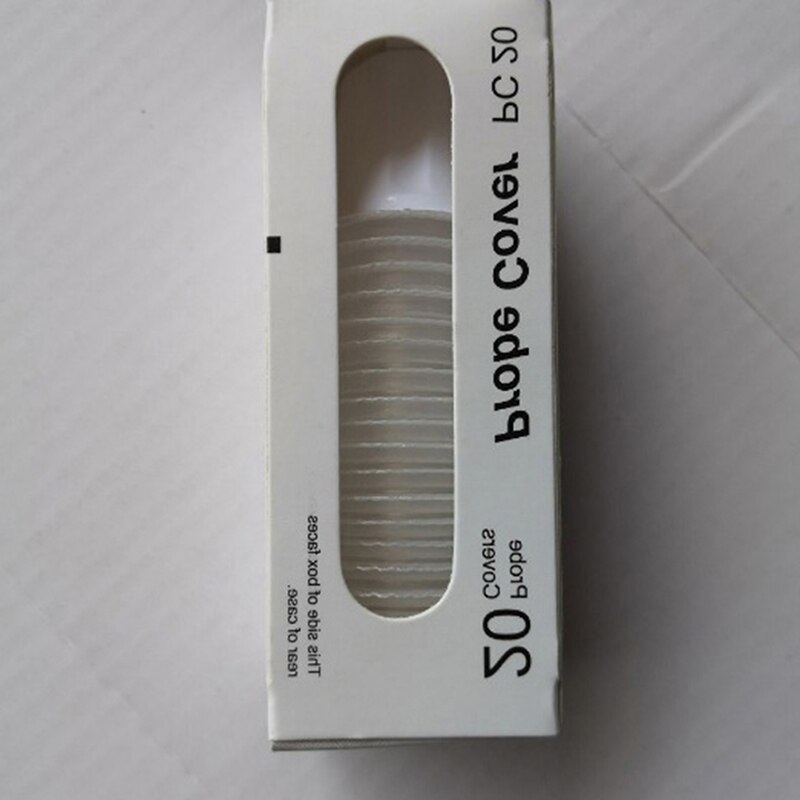 Probe Cover PC 20
20 Probe
Covers
This side of box faces
rear of case.